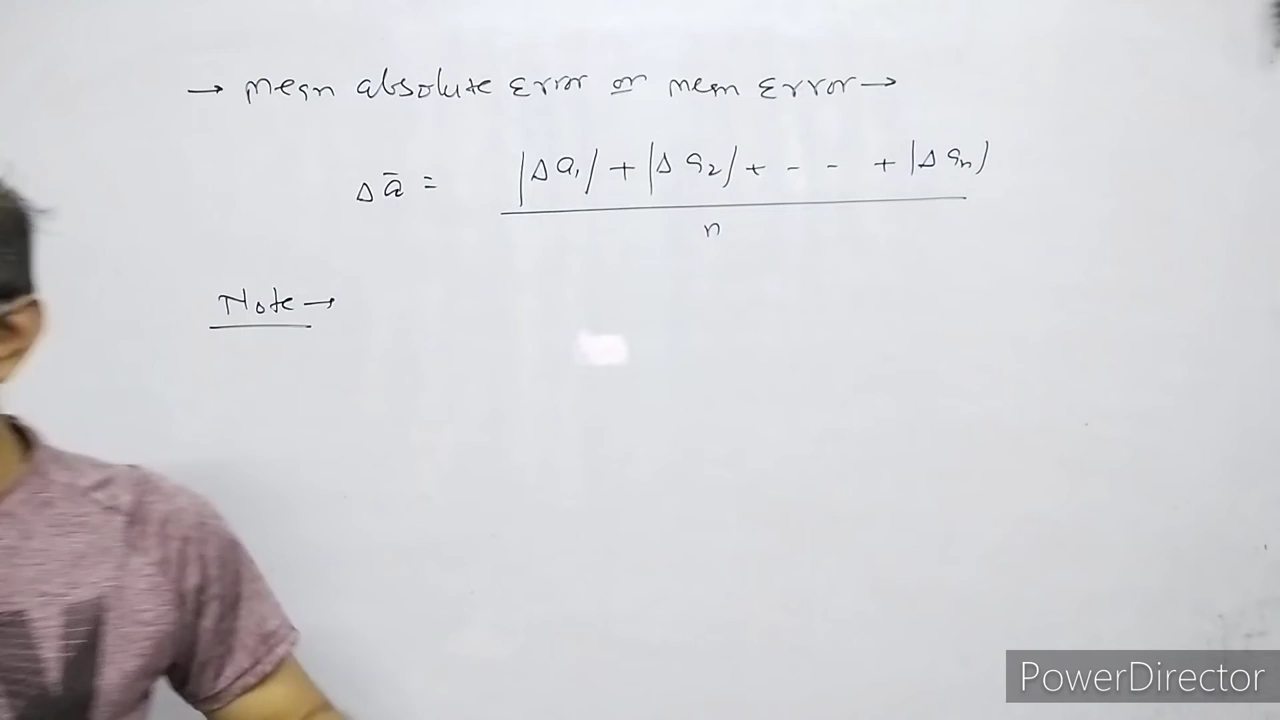 → mean absolute Error or mean Error →
Δā = |Δa₁| + |Δa₂| + - - + |Δaₙ|
n
Note →
PowerDirector